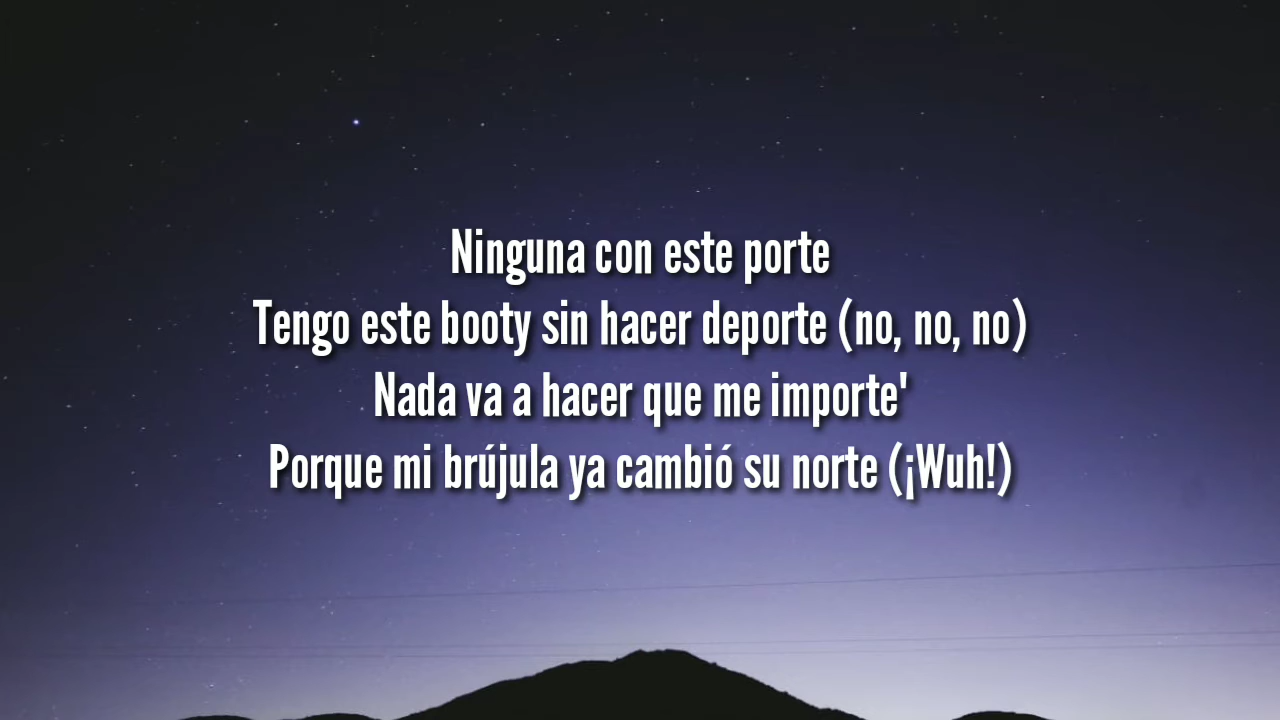 Ninguna con este porte
Tengo este booty sin hacer deporte (no, no, no)
Nada va a hacer que me importe'
Porque mi brújula ya cambió su norte (¡Wuh!)